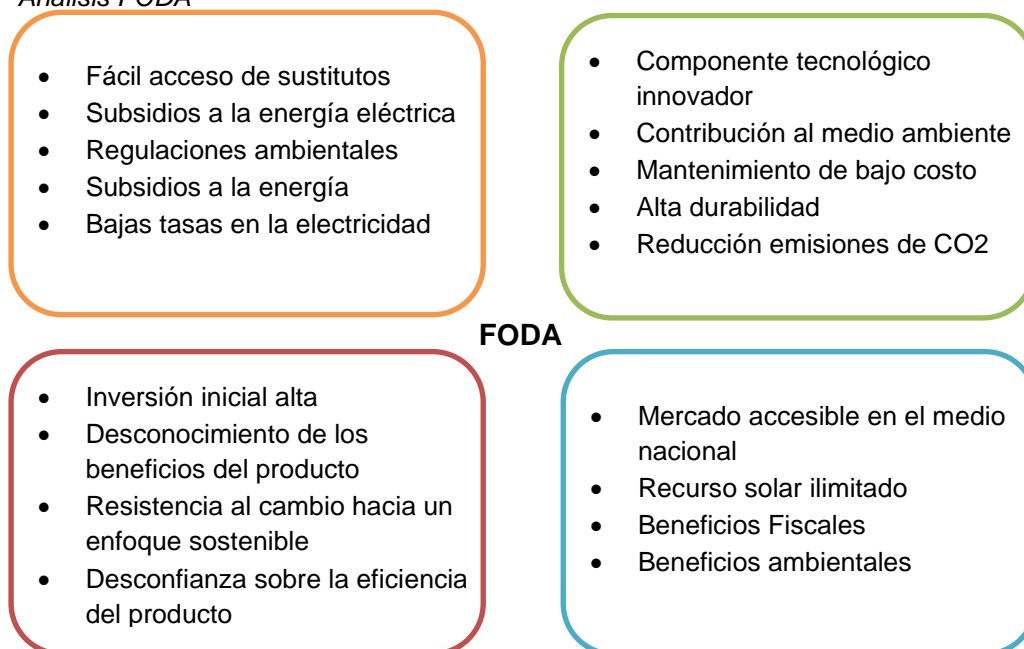 Análisis FODA
• Fácil acceso de sustitutos
• Subsidios a la energía eléctrica
• Regulaciones ambientales
• Subsidios a la energía
• Bajas tasas en la electricidad
• Componente tecnológico
innovador
• Contribución al medio ambiente
• Mantenimiento de bajo costo
• Alta durabilidad
• Reducción emisiones de CO2
FODA
• Inversión inicial alta
• Desconocimiento de los
beneficios del producto
• Resistencia al cambio hacia un
enfoque sostenible
• Desconfianza sobre la eficiencia
del producto
• Mercado accesible en el medio
nacional
• Recurso solar ilimitado
• Beneficios Fiscales
• Beneficios ambientales